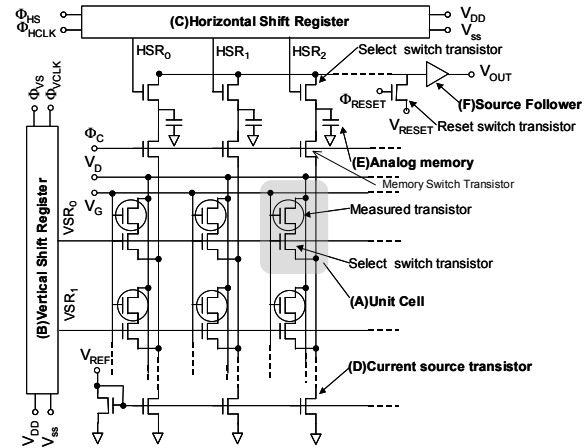 ΦHS
ΦHCLK
(C)Horizontal Shift Register
VDD
Vss
HSR0
HSR1
HSR2
Select switch transistor
ΦVS
ΦVCLK
VOUT
ΦRESET
(F)Source Follower
VRESET
Reset switch transistor
ΦC
(E)Analog memory
VD
Memory Switch Transistor
VG
Measured transistor
VSR0
(B)Vertical Shift Register
Select switch transistor
(A)Unit Cell
VSR1
VREF
(D)Current source transistor
VDD
Vss